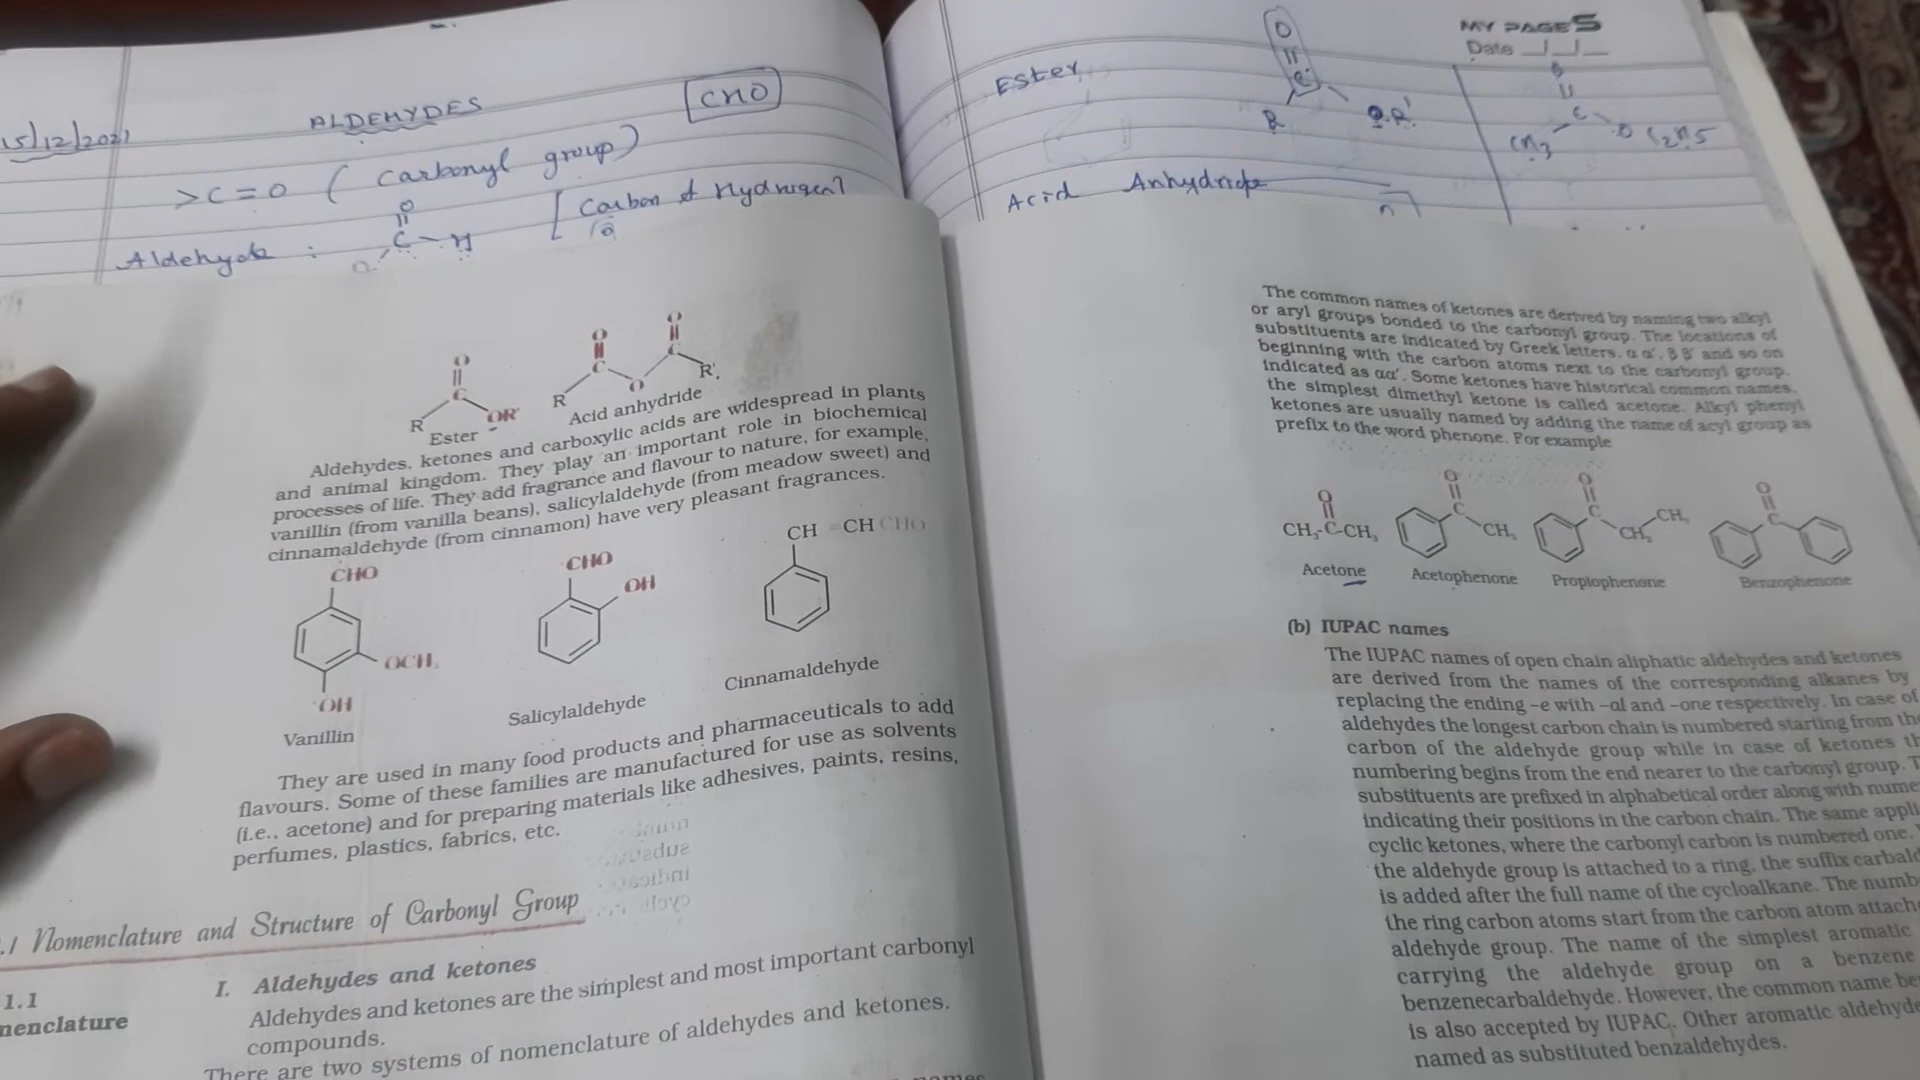 15/12/2021
ALDEHYDES
CHO
>C=O ( Carbonyl group )
Aldehyde :
O
C
H
[ Carbon & Hydrogen ]
Ester
O
C
R
O.R'
MY PAGES
Date
C
CH3
O C2H5
Acid Anhydride
O
C
R
OR'
Ester
O
C
R
O
O
C
R'.
Acid anhydride
Aldehydes, ketones and carboxylic acids are widespread in plants
and animal kingdom. They play an important role in biochemical
processes of life. They add fragrance and flavour to nature, for example,
vanillin (from vanilla beans), salicylaldehyde (from meadow sweet) and
cinnamaldehyde (from cinnamon) have very pleasant fragrances.
CHO
OCH3
OH
Vanillin
CHO
OH
Salicylaldehyde
CH = CH CHO
Cinnamaldehyde
They are used in many food products and pharmaceuticals to add
flavours. Some of these families are manufactured for use as solvents
(i.e., acetone) and for preparing materials like adhesives, paints, resins,
perfumes, plastics, fabrics, etc.
.1 Nomenclature and Structure of Carbonyl Group
1.1
nenclature
I. Aldehydes and ketones
Aldehydes and ketones are the simplest and most important carbonyl
compounds.
There are two systems of nomenclature of aldehydes and ketones.
The common names of ketones are derived by naming two alkyl
or aryl groups bonded to the carbonyl group. The locations of
substituents are indicated by Greek letters, α α′, β β′ and so on
beginning with the carbon atoms next to the carbonyl group,
indicated as αα′. Some ketones have historical common names,
the simplest dimethyl ketone is called acetone. Alkyl phenyl
ketones are usually named by adding the name of acyl group as
prefix to the word phenone. For example
O
CH3-C-CH3
Acetone
O
C
CH3
Acetophenone
O
C
CH2
CH3
Propiophenone
O
C
Benzophenone
(b) IUPAC names
The IUPAC names of open chain aliphatic aldehydes and ketones
are derived from the names of the corresponding alkanes by
replacing the ending –e with –al and –one respectively. In case of
aldehydes the longest carbon chain is numbered starting from the
carbon of the aldehyde group while in case of ketones th
numbering begins from the end nearer to the carbonyl group. T
substituents are prefixed in alphabetical order along with nume
indicating their positions in the carbon chain. The same appli
cyclic ketones, where the carbonyl carbon is numbered one.
the aldehyde group is attached to a ring, the suffix carbald
is added after the full name of the cycloalkane. The numb
the ring carbon atoms start from the carbon atom attach
aldehyde group. The name of the simplest aromatic
carrying the aldehyde group on a benzene
benzenecarbaldehyde. However, the common name be
is also accepted by IUPAC. Other aromatic aldehyde
named as substituted benzaldehydes.